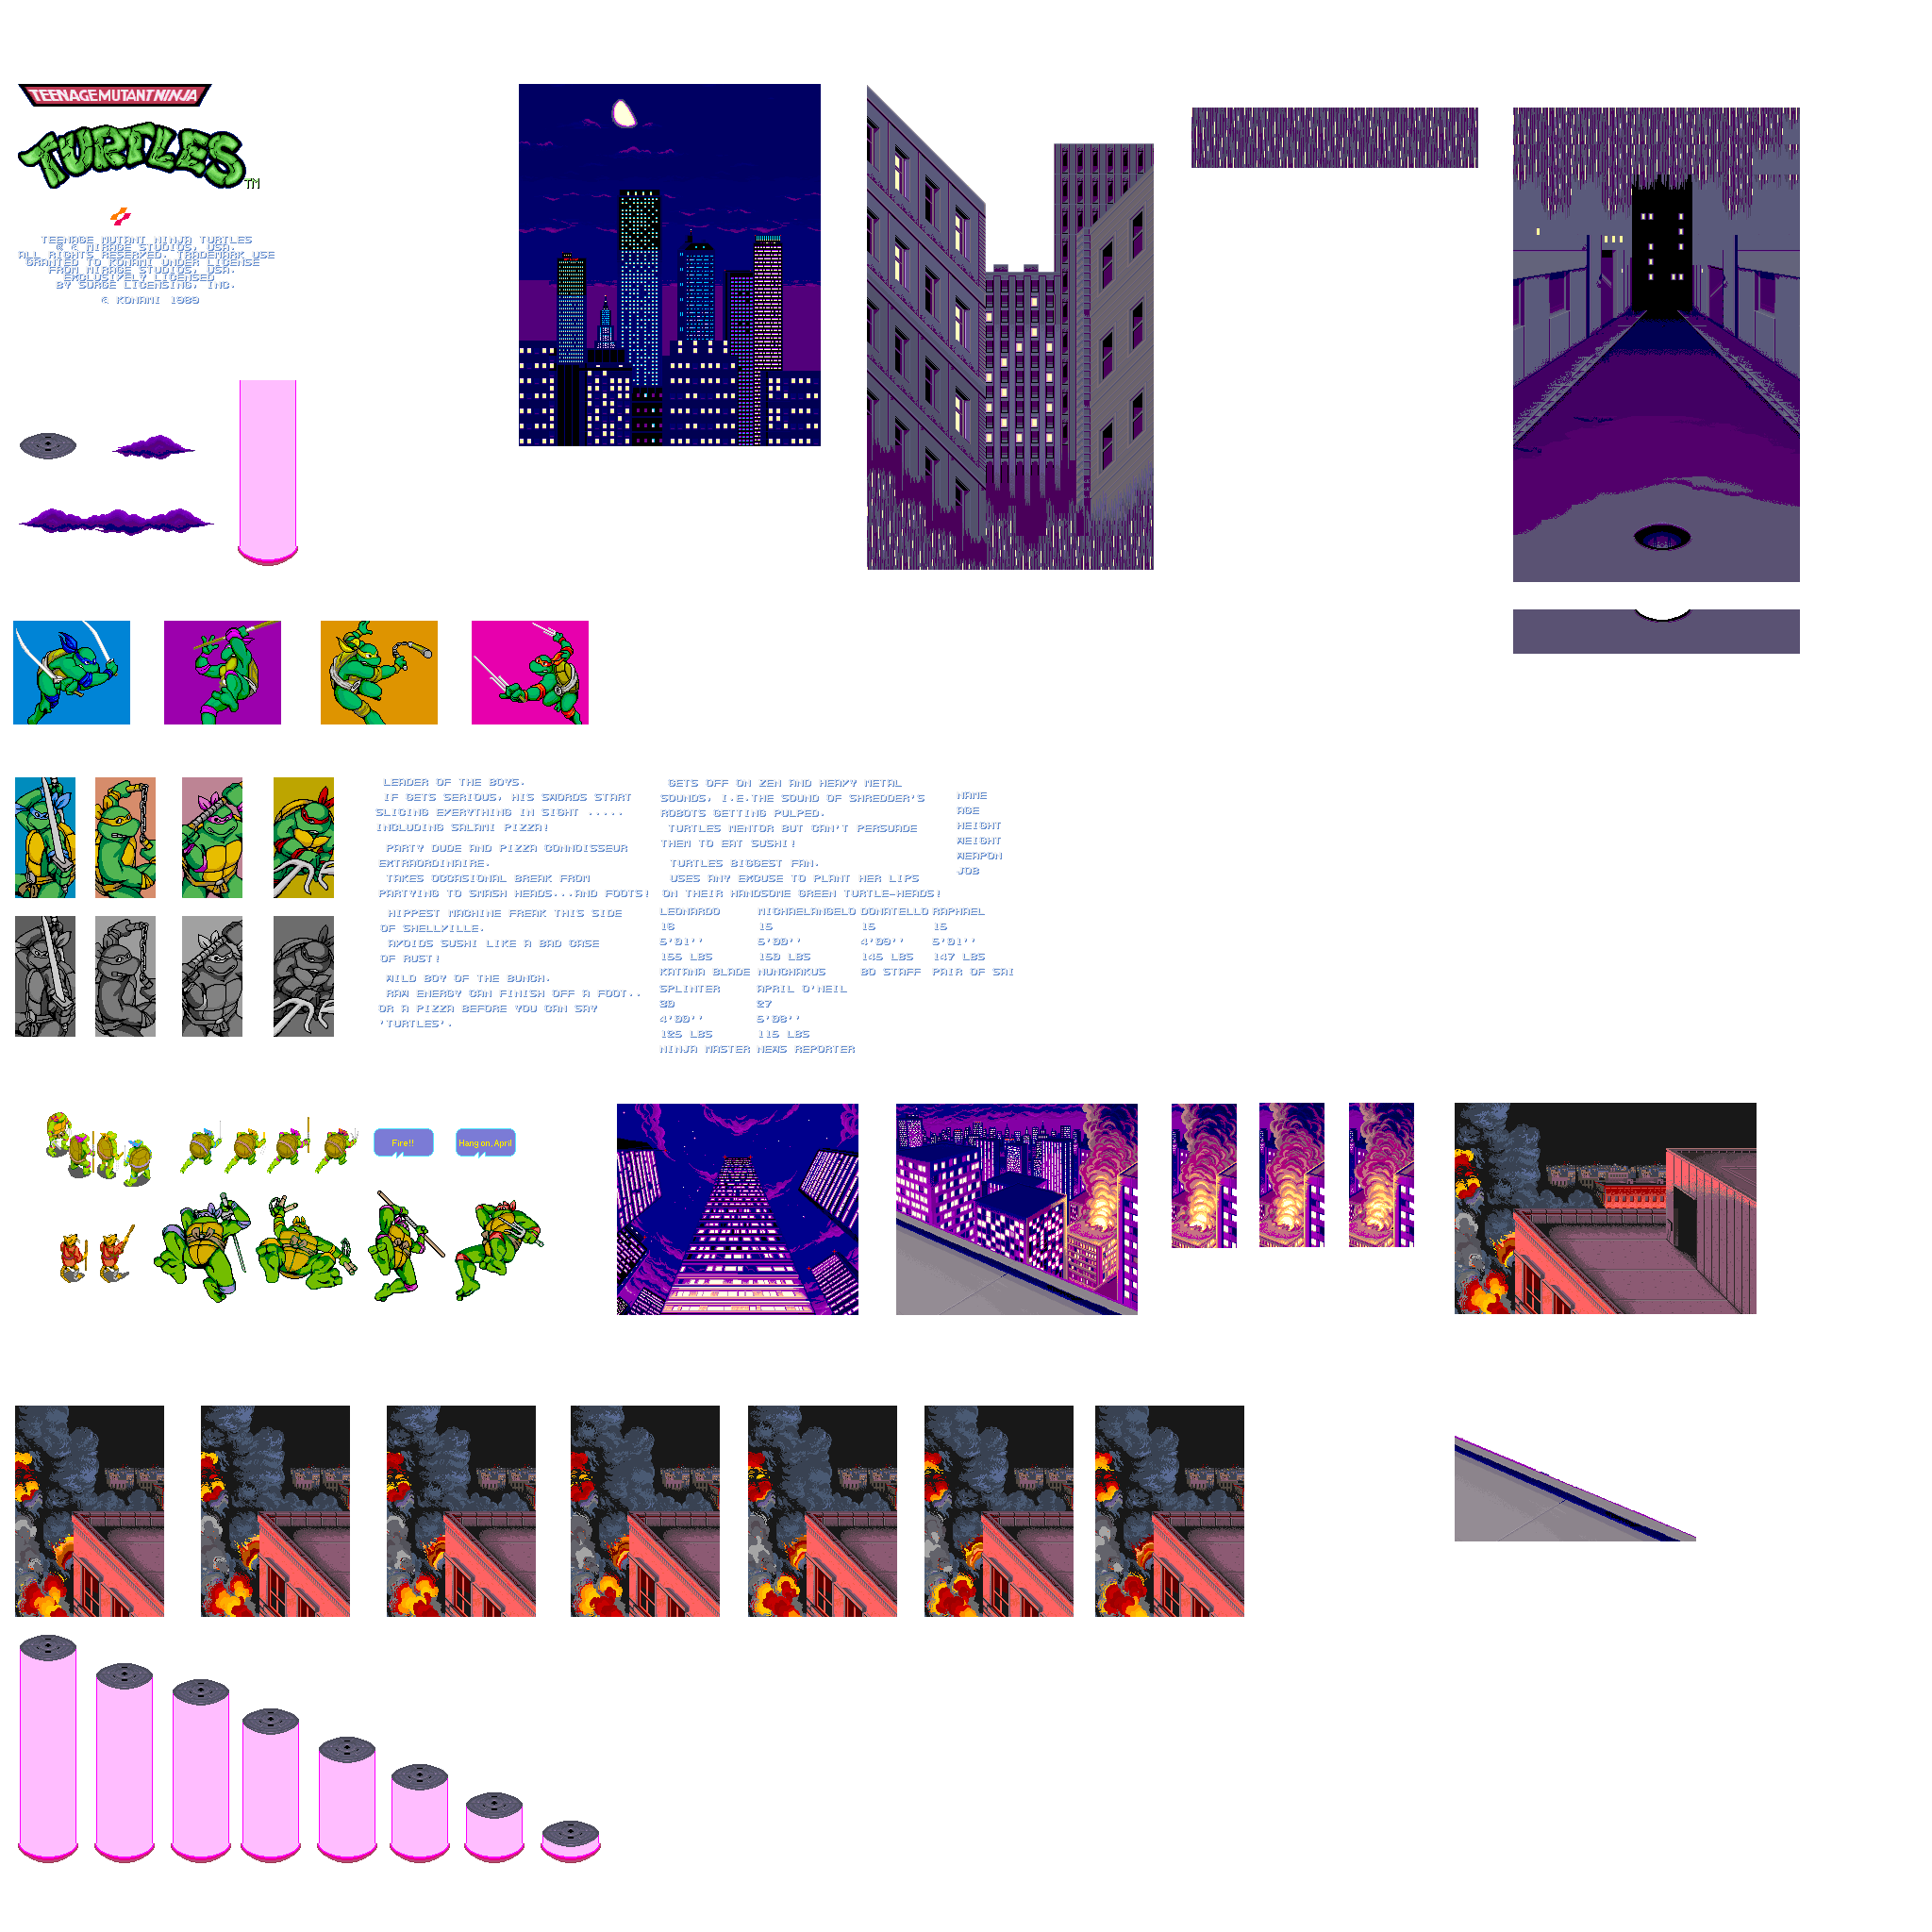 TEENAGE MUTANT NINJA
TURTLES TM
TEENAGE MUTANT NINJA TURTLES
® © MIRAGE STUDIOS, USA.
ALL RIGHTS RESERVED. TRADEMARK USE
GRANTED TO KONAMI UNDER LICENSE
FROM MIRAGE STUDIOS, USA.
EXCLUSIVELY LICENSED
BY SURGE LICENSING, INC.
© KONAMI 1989
LEADER OF THE BOYS.
IF GETS SERIOUS, HIS SWORDS START
SLICING EVERYTHING IN SIGHT .....
INCLUDING SALAMI PIZZA!
PARTY DUDE AND PIZZA CONNOISSEUR
EXTRAORDINAIRE.
TAKES OCCASIONAL BREAK FROM
PARTYING TO SMASH HEADS...AND FOOTS!
HIPPEST MACHINE FREAK THIS SIDE
OF SHELLVILLE.
AVOIDS SUSHI LIKE A BAD CASE
OF RUST!
WILD BOY OF THE BUNCH.
RAW ENERGY CAN FINISH OFF A FOOT..
OR A PIZZA BEFORE YOU CAN SAY
'TURTLES'.
GETS OFF ON ZEN AND HEAVY METAL
SOUNDS, I.E.THE SOUND OF SHREDDER'S
ROBOTS GETTING PULPED.
TURTLES MENTOR BUT CAN'T PERSUADE
THEM TO EAT SUSHI!
TURTLES BIGGEST FAN.
USES ANY EXCUSE TO PLANT HER LIPS
ON THEIR HANDSOME GREEN TURTLE-HEADS!
NAME
AGE
HEIGHT
WEIGHT
WEAPON
JOB
LEONARDO MICHAELANGELO DONATELLO RAPHAEL
16 15 15 15
5'01'' 5'00'' 4'09'' 5'01''
155 LBS 150 LBS 145 LBS 147 LBS
KATANA BLADE NUNCHAKUS BO STAFF PAIR OF SAI
SPLINTER APRIL O'NEIL
39 27
4'09'' 5'08''
125 LBS 115 LBS
NINJA MASTER NEWS REPORTER
Fire!!
Hang on, April